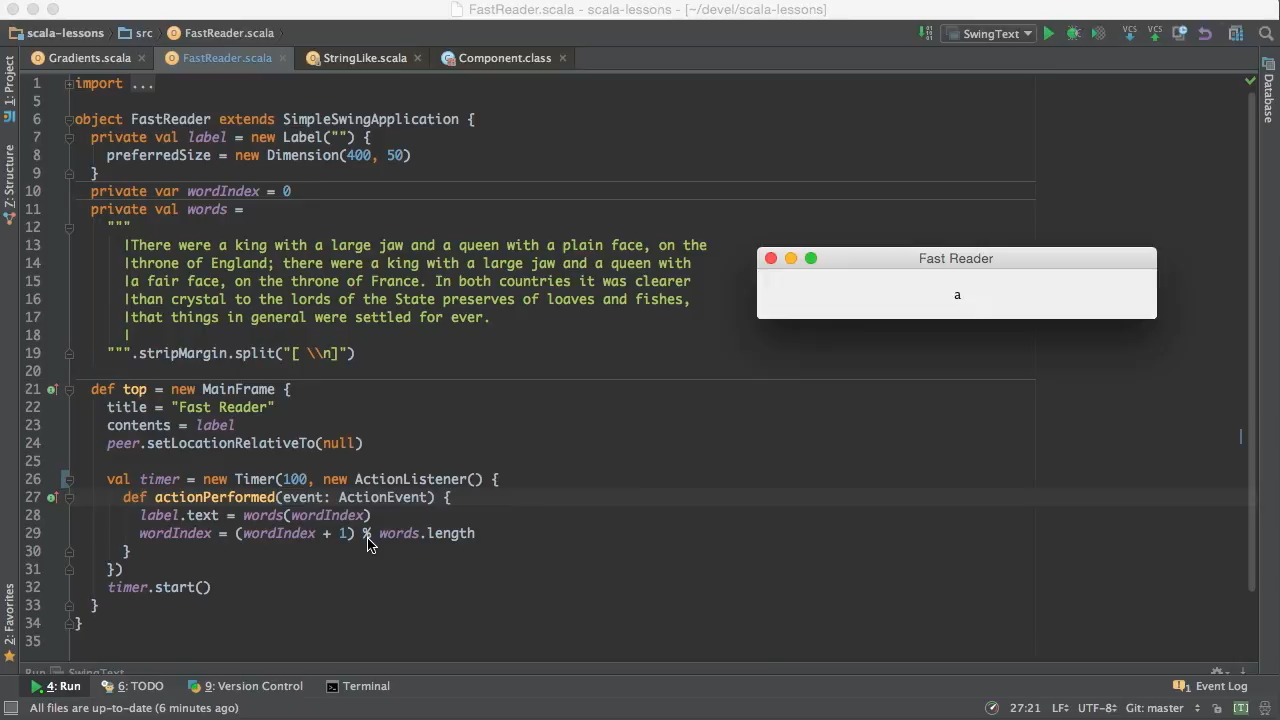 FastReader.scala - scala-lessons - [~/devel/scala-lessons]
scala-lessons src FastReader.scala SwingText VCS VCS
Gradients.scala FastReader.scala StringLike.scala Component.class
1: Project
7: Structure
2: Favorites
Database
1 import ...
5
6 object FastReader extends SimpleSwingApplication {
7 private val label = new Label("") {
8 preferredSize = new Dimension(400, 50)
9 }
10 private var wordIndex = 0
11 private val words =
12 """
13 |There were a king with a large jaw and a queen with a plain face, on the
14 |throne of England; there were a king with a large jaw and a queen with
15 |a fair face, on the throne of France. In both countries it was clearer
16 |than crystal to the lords of the State preserves of loaves and fishes,
17 |that things in general were settled for ever.
18 |
19 """.stripMargin.split("[ \\n]")
20
21 def top = new MainFrame {
22 title = "Fast Reader"
23 contents = label
24 peer.setLocationRelativeTo(null)
25
26 val timer = new Timer(100, new ActionListener() {
27 def actionPerformed(event: ActionEvent) {
28 label.text = words(wordIndex)
29 wordIndex = (wordIndex + 1) % words.length
30 }
31 })
32 timer.start()
33 }
34 }
35
Fast Reader
a
Run SwingText
4: Run 6: TODO 9: Version Control Terminal 1 Event Log
All files are up-to-date (6 minutes ago) 27:21 LF÷ UTF-8÷ Git: master [T]